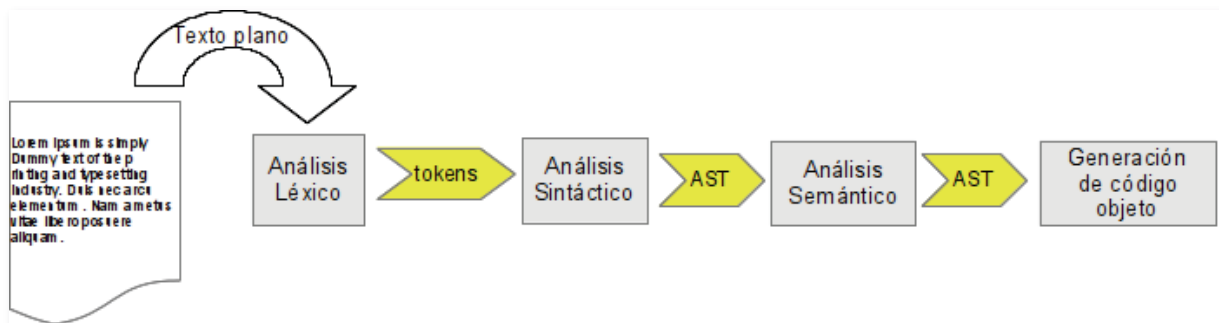 Texto plano
Lorem Ipsum is simply
Dummy text of the p
rinting and typesetting
industry. Duis nec arcu
elementum. Nam a metus
vitae libero posuere
aliquam.
Análisis
Léxico
tokens
Análisis
Sintáctico
AST
Análisis
Semántico
AST
Generación
de código
objeto